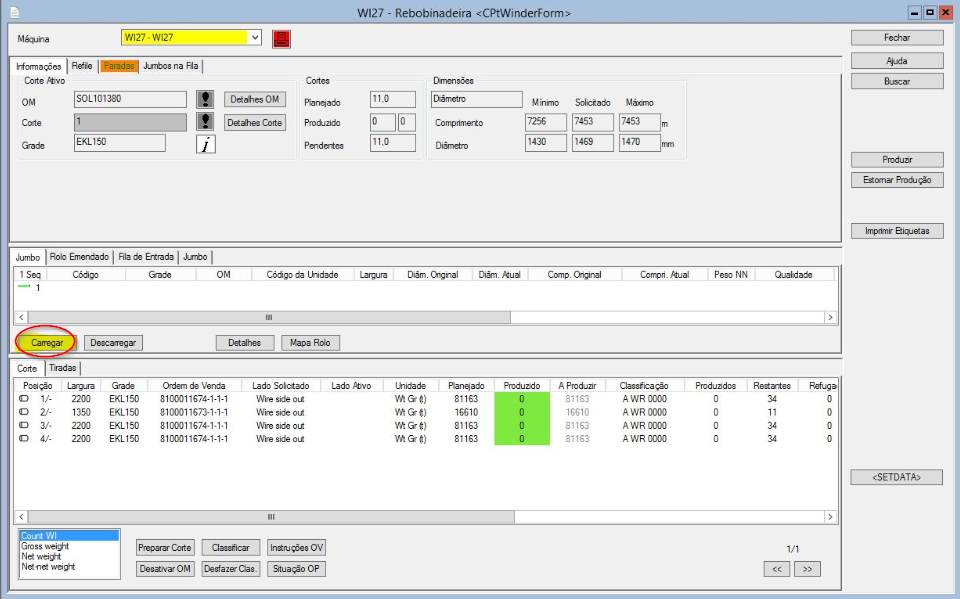 WI27 - Rebobinadeira <CPtWinderForm>
Máquina WI27 - WI27 Fechar
Ajuda
Buscar
Informações Refile Paradas Jumbos na Fila
Corte Ativo Cortes Dimensões
OM SOL101380 Detalhes OM Planejado 11,0 Diâmetro Mínimo Solicitado Máximo
Corte 1 Detalhes Corte Produzido 0 0 Comprimento 7256 7453 7453 m
Grade EKL150 i Pendentes 11,0 Diâmetro 1430 1469 1470 mm
Produzir
Estornar Produção
Imprimir Etiquetas
Jumbo Rolo Emendado Fila de Entrada Jumbo
1 Seq Código Grade OM Código da Unidade Largura Diâm. Original Diâm. Atual Comp. Original Compri. Atual Peso NN Qualidade
1
Carregar Descarregar Detalhes Mapa Rolo
Corte Tiradas
Posição Largura Grade Ordem de Venda Lado Solicitado Lado Ativo Unidade Planejado Produzido A Produzir Classificação Produzidos Restantes Refuga
1/- 2200 EKL150 8100011674-1-1-1 Wire side out Wt Gr (t) 81163 0 81163 A WR 0000 0 34 0
2/- 1350 EKL150 8100011673-1-1-1 Wire side out Wt Gr (t) 16610 0 16610 A WR 0000 0 11 0
3/- 2200 EKL150 8100011674-1-1-1 Wire side out Wt Gr (t) 81163 0 81163 A WR 0000 0 34 0
4/- 2200 EKL150 8100011674-1-1-1 Wire side out Wt Gr (t) 81163 0 81163 A WR 0000 0 34 0
<SETDATA>
Count WI
Gross weight
Net weight
Net-net weight
Preparar Corte Classificar Instruções OV 1/1
Desativar OM Desfazer Clas. Situação OP << >>